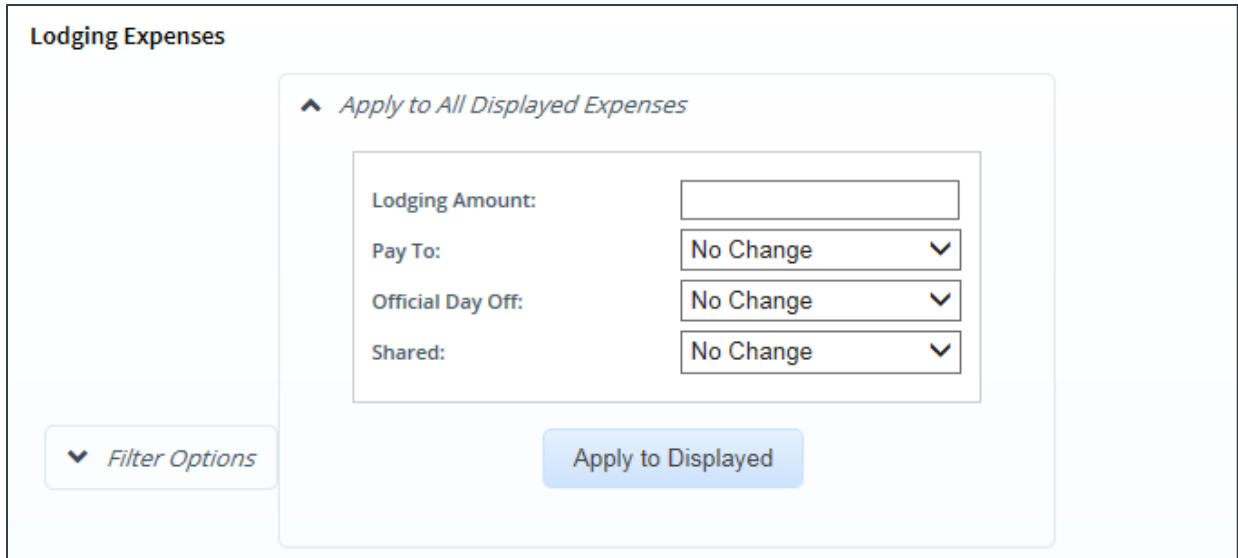 Lodging Expenses
Apply to All Displayed Expenses
Lodging Amount:
Pay To: No Change
Official Day Off: No Change
Shared: No Change
Filter Options
Apply to Displayed